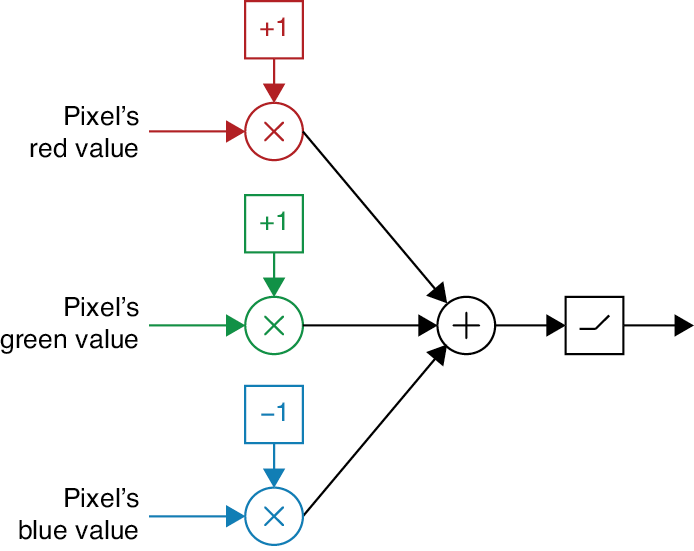 +1
Pixel’s
red value
×
+1
Pixel’s
green value
×
+
−1
Pixel’s
blue value
×